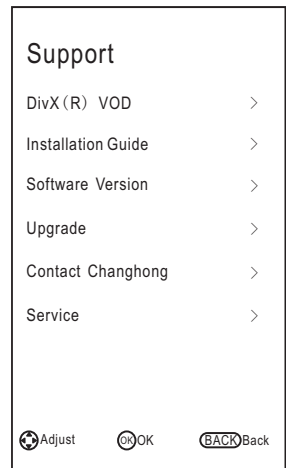 Support
DivX(R) VOD >
Installation Guide >
Software Version >
Upgrade >
Contact Changhong >
Service >
Adjust OK OK BACK Back